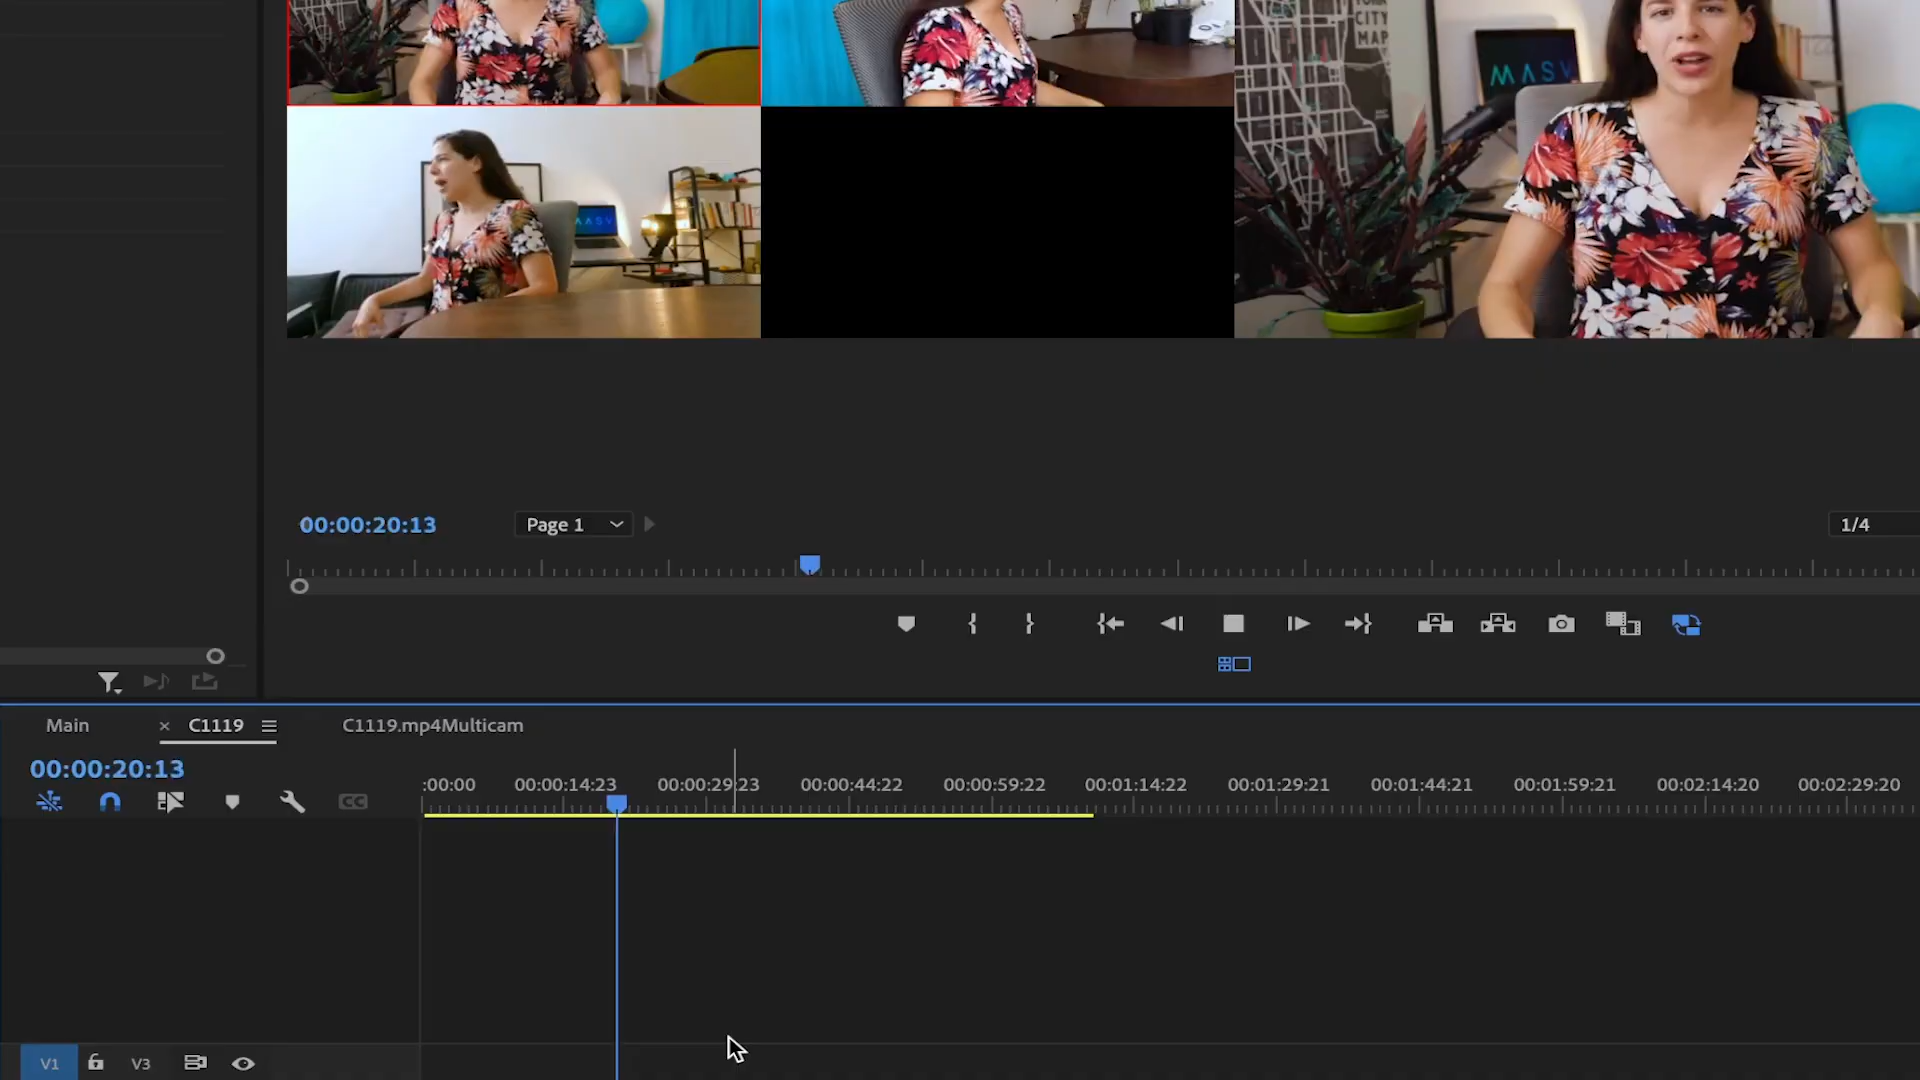 CITY
MAP
MASV
MASV
00:00:20:13
Page 1
1/4
Main
× C1119
C1119.mp4Multicam
00:00:20:13
:00:00
00:00:14:23
00:00:29:23
00:00:44:22
00:00:59:22
00:01:14:22
00:01:29:21
00:01:44:21
00:01:59:21
00:02:14:20
00:02:29:20
CC
V1
V3